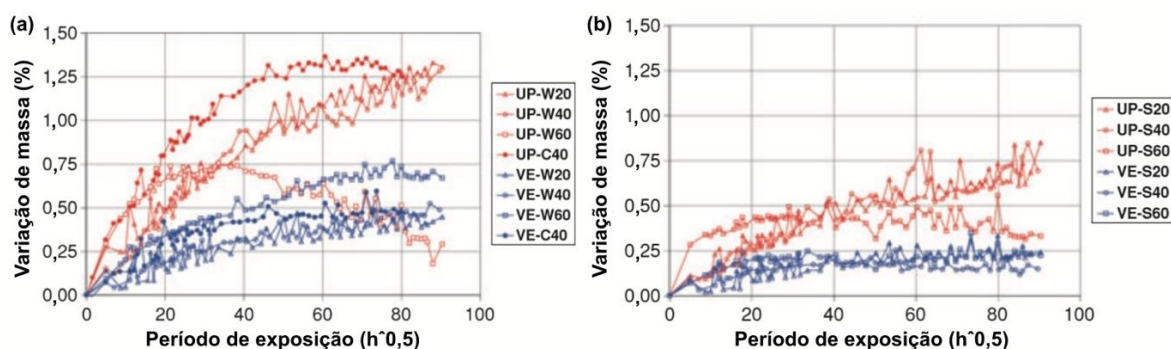 (a)
1,50
1,25
1,00
0,75
0,50
0,25
0,00
Variação de massa (%)
0 20 40 60 80 100
Período de exposição (hˆ0,5)
UP-W20
UP-W40
UP-W60
UP-C40
VE-W20
VE-W40
VE-W60
VE-C40
(b)
1,50
1,25
1,00
0,75
0,50
0,25
0,00
Variação de massa (%)
0 20 40 60 80 100
Período de exposição (hˆ0,5)
UP-S20
UP-S40
UP-S60
VE-S20
VE-S40
VE-S60